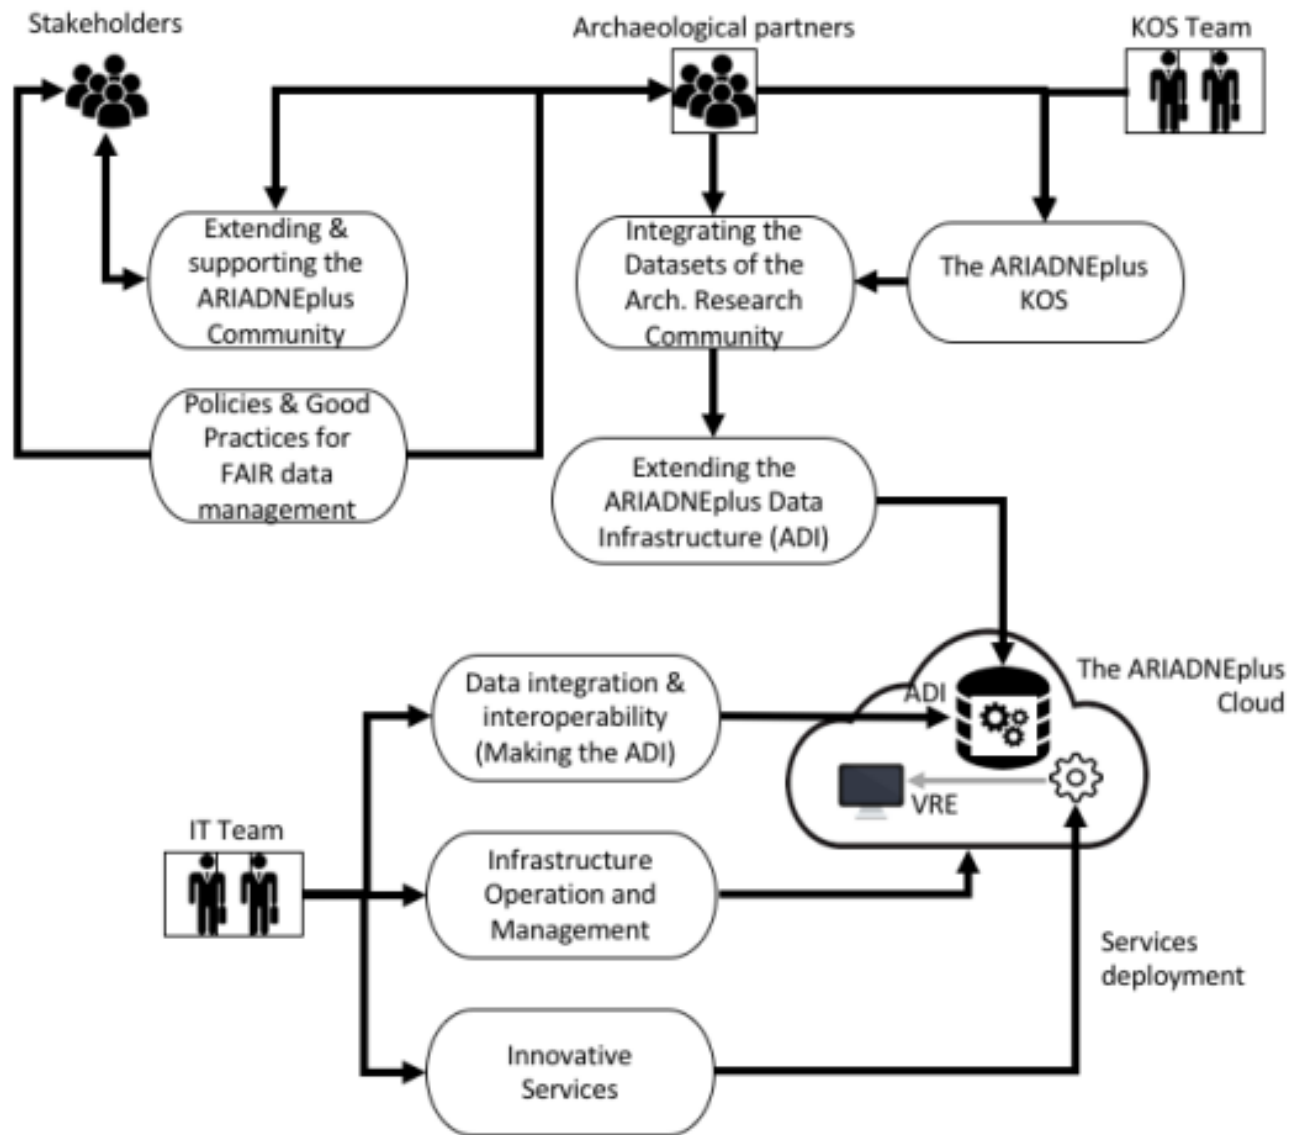 Stakeholders
Archaeological partners
KOS Team
Extending &
supporting the
ARIADNEplus
Community
Integrating the
Datasets of the
Arch. Research
Community
The ARIADNEplus
KOS
Policies & Good
Practices for
FAIR data
management
Extending the
ARIADNEplus Data
Infrastructure (ADI)
Data integration &
interoperability
(Making the ADI)
ADI
The ARIADNEplus
Cloud
VRE
IT Team
Infrastructure
Operation and
Management
Services
deployment
Innovative
Services